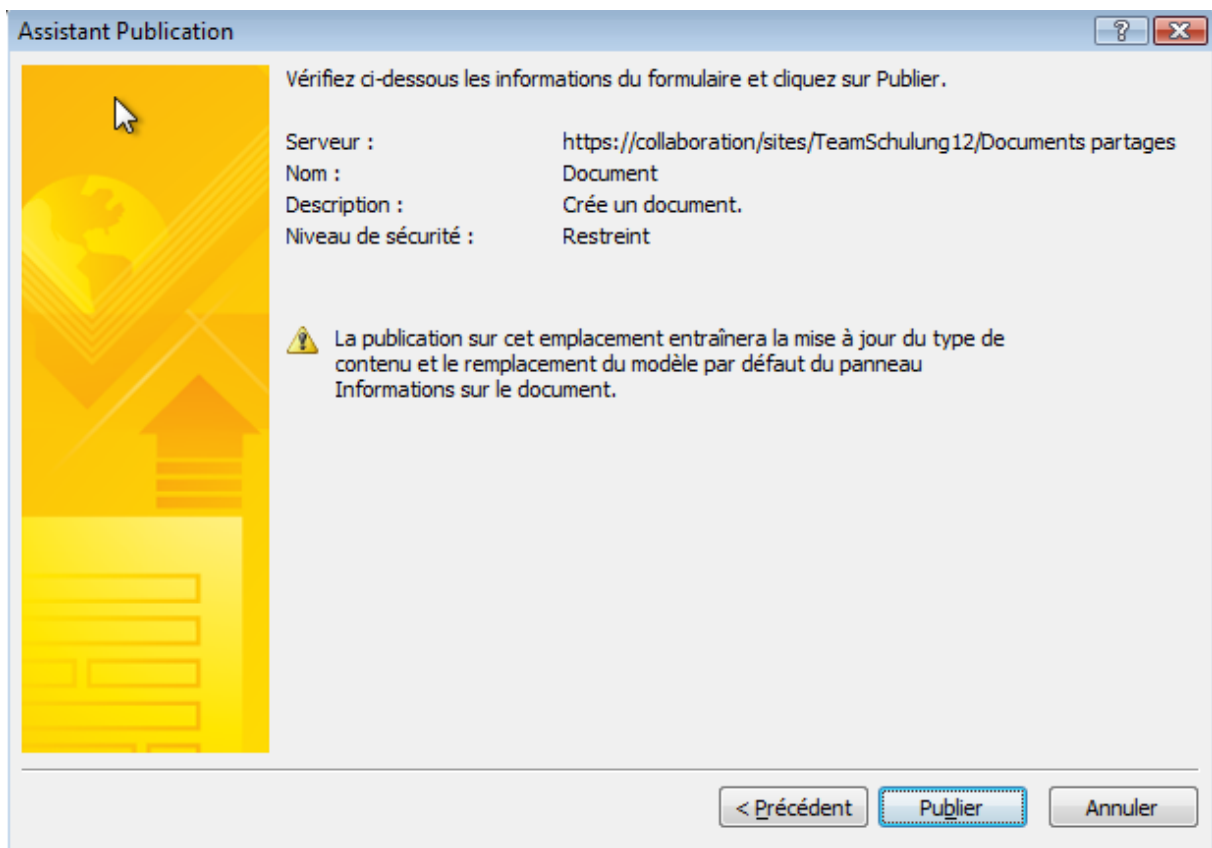 Assistant Publication
Vérifiez ci-dessous les informations du formulaire et cliquez sur Publier.
Serveur : https://collaboration/sites/TeamSchulung12/Documents partages
Nom : Document
Description : Crée un document.
Niveau de sécurité : Restreint
La publication sur cet emplacement entraînera la mise à jour du type de
contenu et le remplacement du modèle par défaut du panneau
Informations sur le document.
< Précédent Publier Annuler